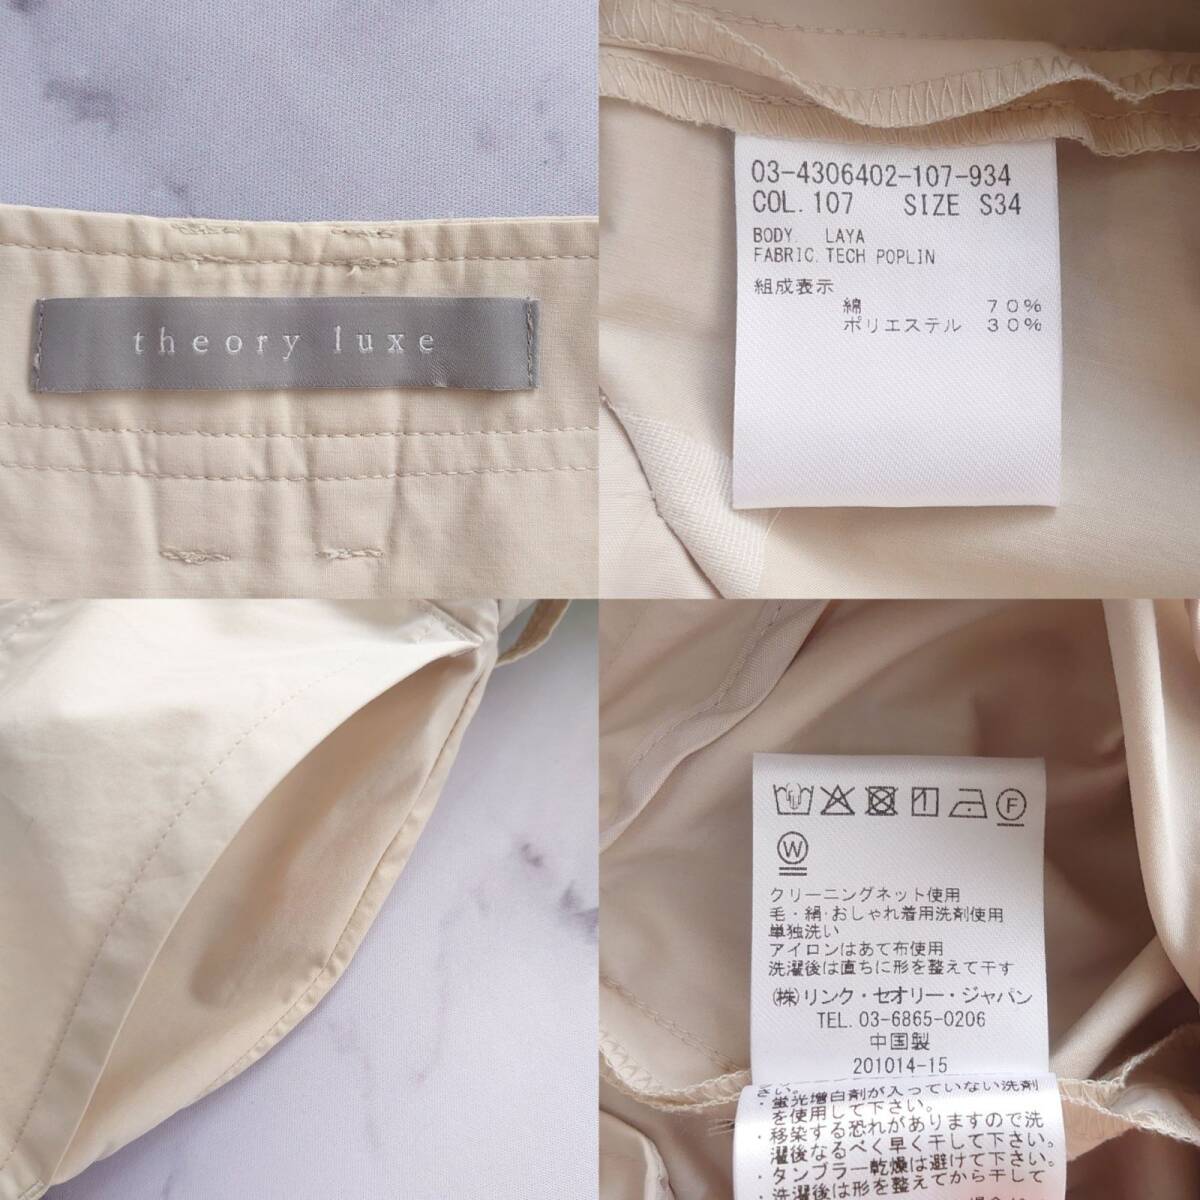 theory luxe
03-4306402-107-934
COL.107 SIZE S34
BODY. LAYA
FABRIC.TECH POPLIN
組成表示
綿 70%
ポリエステル 30%
F
W
クリーニングネット使用
毛・絹・おしゃれ着用洗剤使用
単独洗い
アイロンはあて布使用
洗濯後は直ちに形を整えて干す
㈱リンク・セオリー・ジャパン
TEL.03-6865-0206
中国製
201014-15
さい。
・蛍光増白剤が入っていない洗剤
を使用して下さい。
・移染する恐れがありますので洗
濯後なるべく早く干して下さい。
・タンブラー乾燥は避けて下さい。
・洗濯後は形を整えてから干して